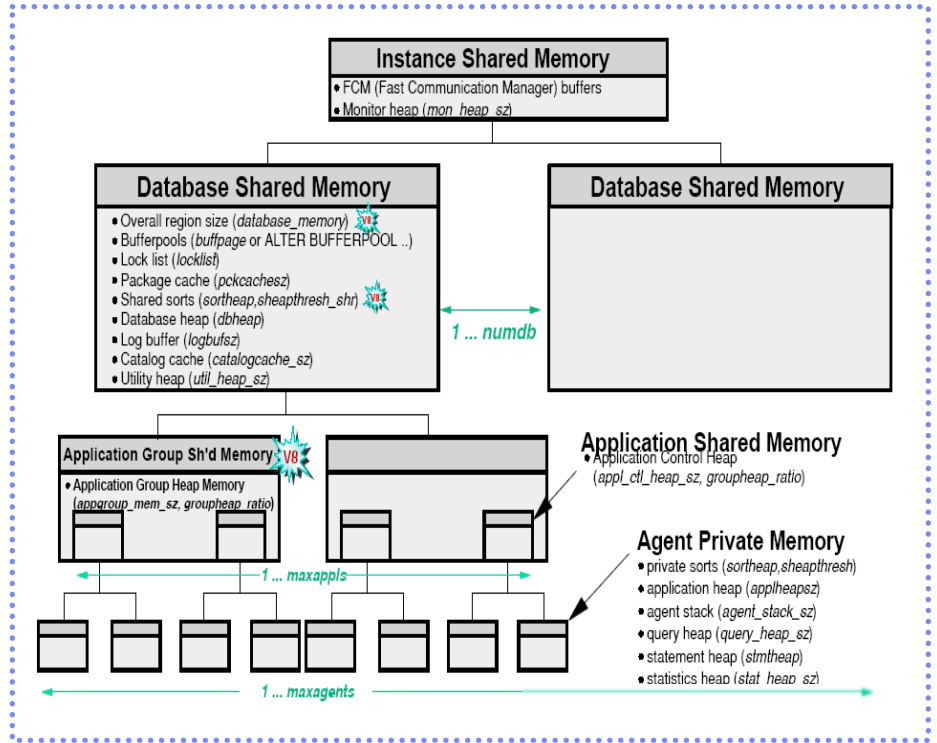 Instance Shared Memory
• FCM (Fast Communication Manager) buffers
• Monitor heap (mon_heap_sz)
Database Shared Memory
• Overall region size (database_memory) V8
• Bufferpools (buffpage or ALTER BUFFERPOOL ..)
• Lock list (locklist)
• Package cache (pckcachesz)
• Shared sorts (sortheap,sheapthresh_shr) V8
• Database heap (dbheap)
• Log buffer (logbufsz)
• Catalog cache (catalogcache_sz)
• Utility heap (util_heap_sz)
1 ... numdb
Database Shared Memory
Application Group Sh'd Memory V8
• Application Group Heap Memory
(appgroup_mem_sz, groupheap_ratio)
Application Shared Memory
• Application Control Heap
(appl_ctl_heap_sz, groupheap_ratio)
1 ... maxappls
Agent Private Memory
• private sorts (sortheap,sheapthresh)
• application heap (applheapsz)
• agent stack (agent_stack_sz)
• query heap (query_heap_sz)
• statement heap (stmtheap)
• statistics heap (stat_heap_sz)
1 ... maxagents